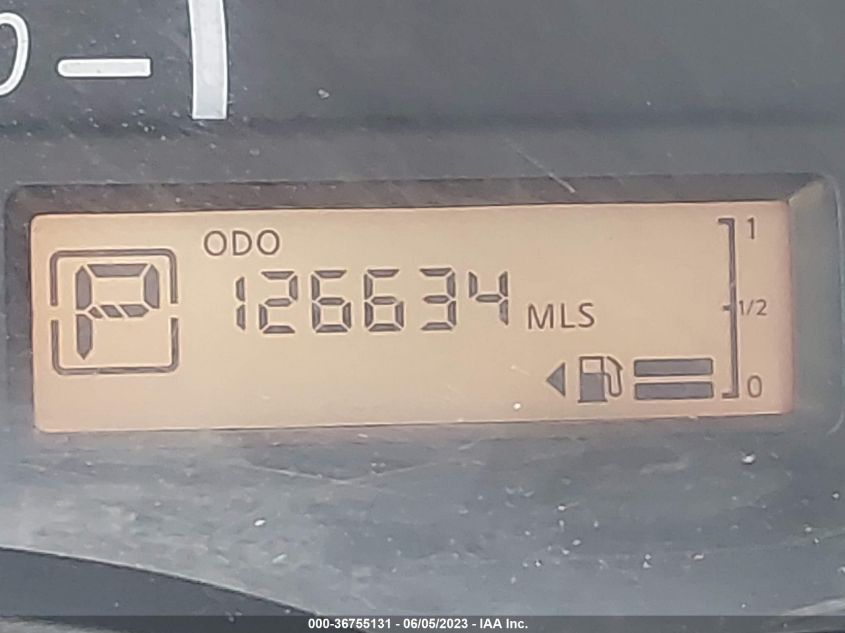 ODO 1
P 126634 MLS 1/2
0
000-36755131 - 06/05/2023 - IAA Inc.